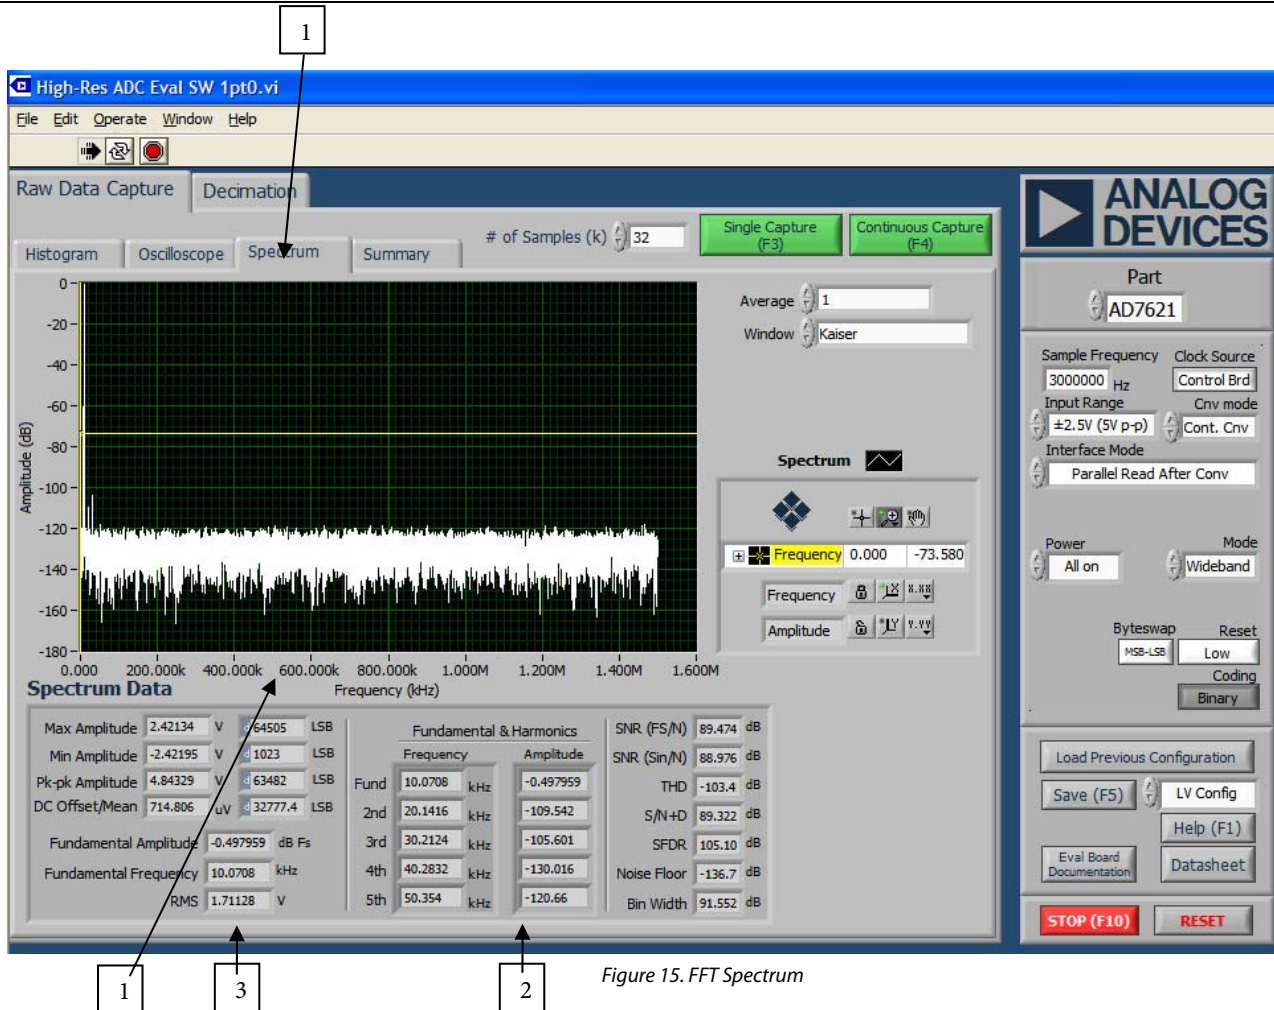 1
High-Res ADC Eval SW 1pt0.vi
File Edit Operate Window Help
Raw Data Capture Decimation
# of Samples (k) 32
Single Capture (F3)
Continuous Capture (F4)
Histogram Oscilloscope Spectrum Summary
Average 1
Window Kaiser
Amplitude (dB)
0
-20
-40
-60
-80
-100
-120
-140
-160
-180
0.000 200.000k 400.000k 600.000k 800.000k 1.000M 1.200M 1.400M 1.600M
Frequency (kHz)
Spectrum
Frequency 0.000 -73.580
Frequency X.XX
Amplitude Y.YY
Spectrum Data
Max Amplitude 2.42134 V d 64505 LSB
Min Amplitude -2.42195 V d 1023 LSB
Pk-pk Amplitude 4.84329 V d 63482 LSB
DC Offset/Mean 714.806 uV d 32777.4 LSB
Fundamental Amplitude -0.497959 dB Fs
Fundamental Frequency 10.0708 kHz
RMS 1.71128 V
Fundamental & Harmonics
Frequency Amplitude
Fund 10.0708 kHz -0.497959
2nd 20.1416 kHz -109.542
3rd 30.2124 kHz -105.601
4th 40.2832 kHz -130.016
5th 50.354 kHz -120.66
SNR (FS/N) 89.474 dB
SNR (Sin/N) 88.976 dB
THD -103.4 dB
S/N+D 89.322 dB
SFDR 105.10 dB
Noise Floor -136.7 dB
Bin Width 91.552 dB
ANALOG
DEVICES
Part
AD7621
Sample Frequency Clock Source
3000000 Hz Control Brd
Input Range Cnv mode
±2.5V (5V p-p) Cont. Cnv
Interface Mode
Parallel Read After Conv
Power Mode
All on Wideband
Byteswap Reset
MSB-LSB Low
Coding
Binary
Load Previous Configuration
Save (F5) LV Config
Help (F1)
Eval Board Documentation
Datasheet
STOP (F10) RESET
1
3
2
Figure 15. FFT Spectrum